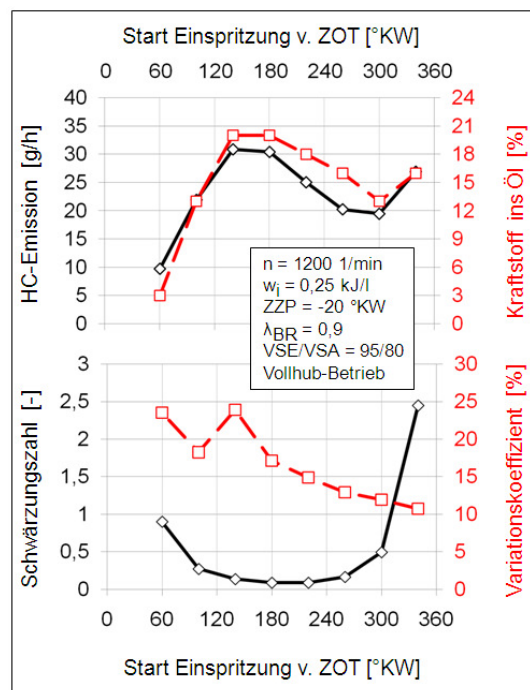 Start Einspritzung v. ZOT [°KW]
0 60 120 180 240 300 360
HC-Emission [g/h]
40
35
30
25
20
15
10
5
0
Kraftstoff ins Öl [%]
24
21
18
15
12
9
6
3
0
n = 1200 1/min
wi = 0,25 kJ/l
ZZP = -20 °KW
λBR = 0,9
VSE/VSA = 95/80
Vollhub-Betrieb
Schwärzungszahl [-]
3
2,5
2
1,5
1
0,5
0
Variationskoeffizient [%]
30
25
20
15
10
5
0
0 60 120 180 240 300 360
Start Einspritzung v. ZOT [°KW]